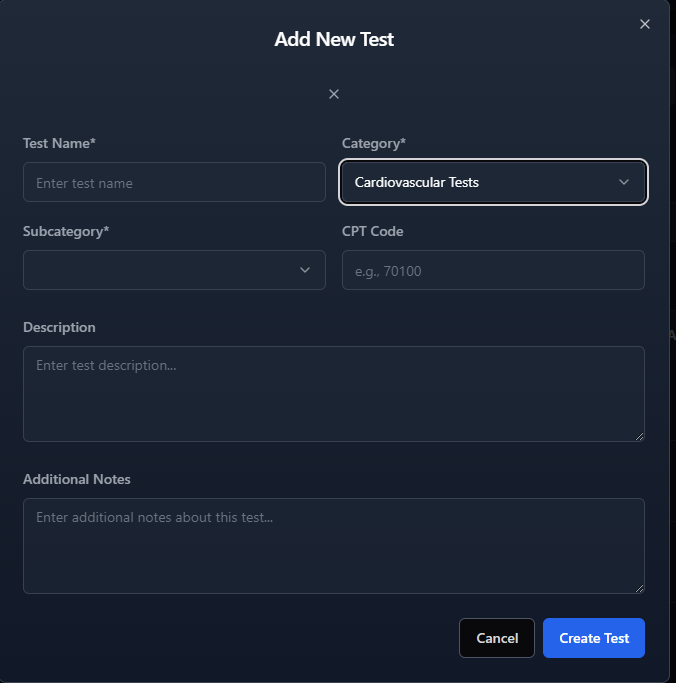 Add New Test
Test Name* Category*
Enter test name Cardiovascular Tests
Subcategory* CPT Code
e.g., 70100
Description
Enter test description...
Additional Notes
Enter additional notes about this test...
Cancel Create Test